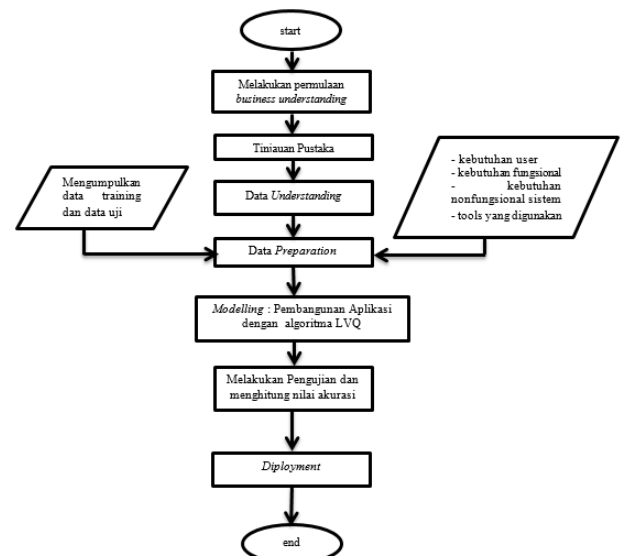 start
Melakukan permulaan
business understanding
Tinjauan Pustaka
Data Understanding
Mengumpulkan
data training
dan data uji
- kebutuhan user
- kebutuhan fungsional
- kebutuhan
nonfungsional sistem
- tools yang digunakan
Data Preparation
Modelling : Pembangunan Aplikasi
dengan algoritma LVQ
Melakukan Pengujian dan
menghitung nilai akurasi
Diployment
end